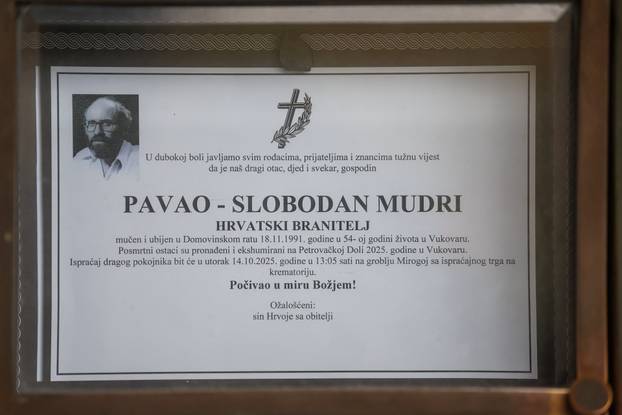 U dubokoj boli javljamo svim rođacima, prijateljima i znancima tužnu vijest
da je naš dragi otac, djed i svekar, gospodin
PAVAO - SLOBODAN MUDRI
HRVATSKI BRANITELJ
mučen i ubijen u Domovinskom ratu 18.11.1991. godine u 54- oj godini života u Vukovaru.
Posmrtni ostaci su pronađeni i ekshumirani na Petrovačkoj Doli 2025. godine u Vukovaru.
Ispraćaj dragog pokojnika bit će u utorak 14.10.2025. godine u 13:05 sati na groblju Mirogoj sa ispraćajnog trga na
krematoriju.
Počivao u miru Božjem!
Ožalošćeni:
sin Hrvoje sa obitelji